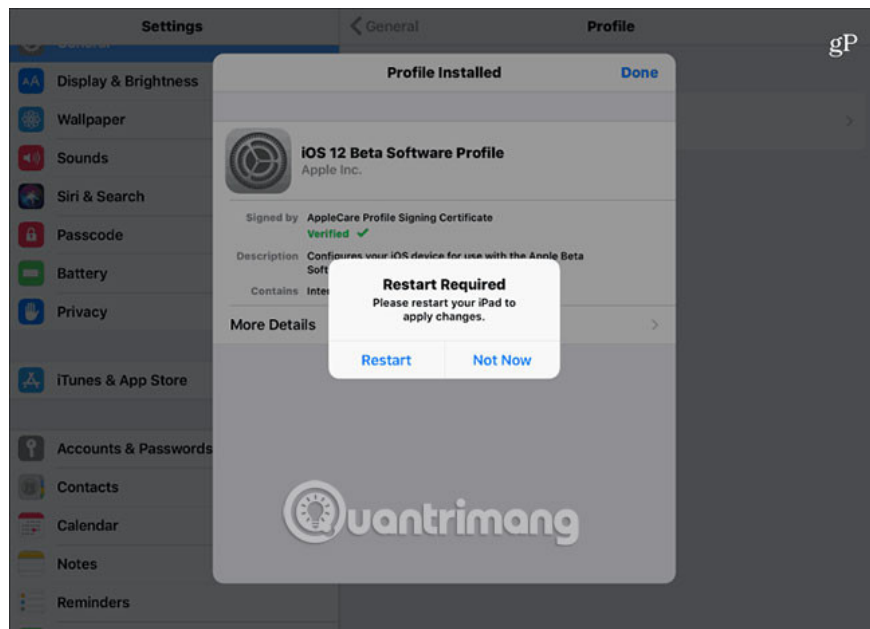 Settings
General
Profile
gP
General
Display & Brightness
Wallpaper
Sounds
Siri & Search
Passcode
Battery
Privacy
iTunes & App Store
Accounts & Passwords
Contacts
Calendar
Notes
Reminders
Profile Installed
Done
iOS 12 Beta Software Profile
Apple Inc.
Signed by AppleCare Profile Signing Certificate
Verified
Description Configures your iOS device for use with the Apple Beta
Contains
More Details
Restart Required
Please restart your iPad to
apply changes.
Restart Not Now
Quantrimang